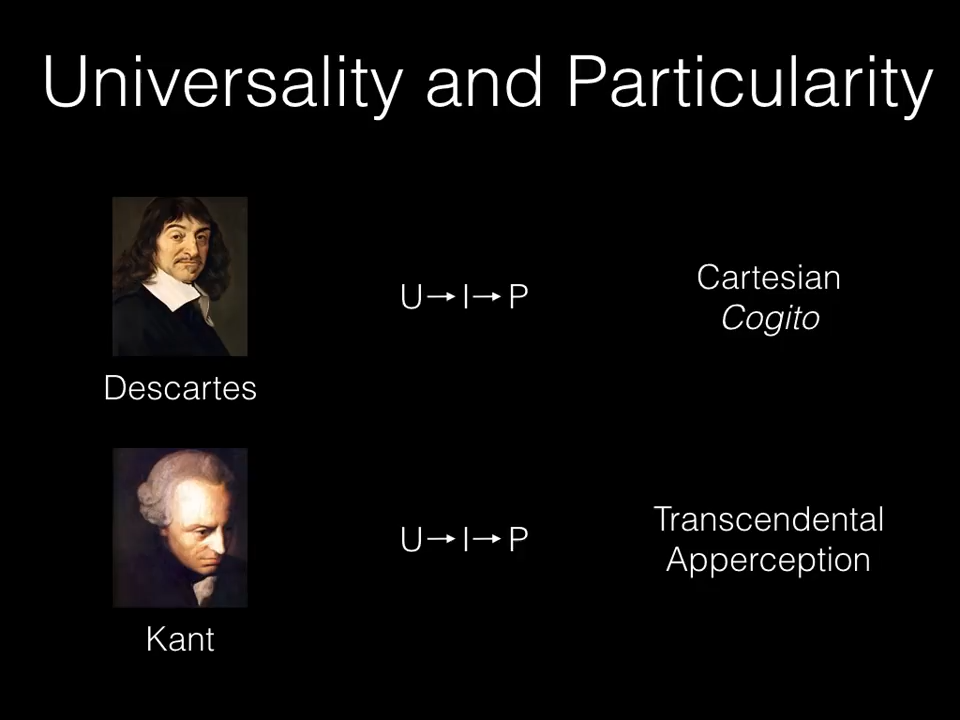 Universality and Particularity
U→I→P
Cartesian
Cogito
Descartes
U→I→P
Transcendental
Apperception
Kant